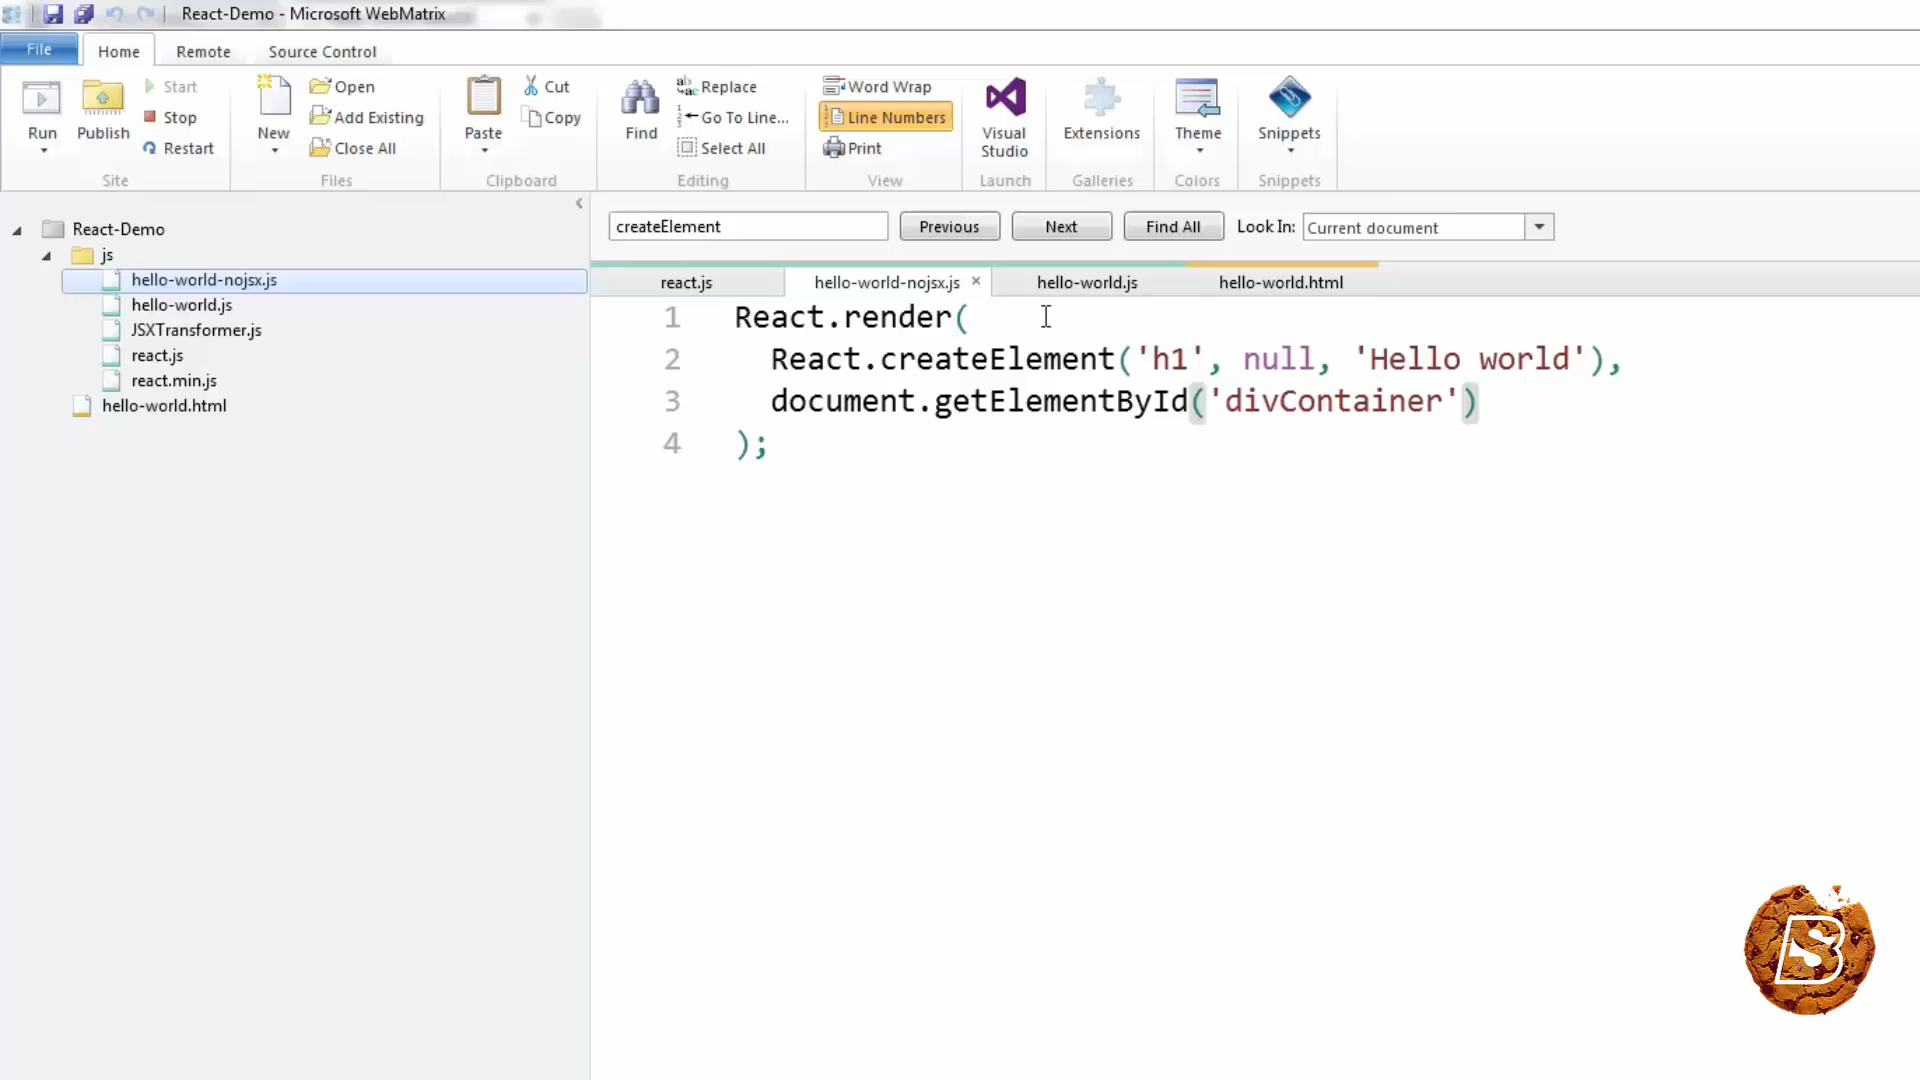 React-Demo - Microsoft WebMatrix
File Home Remote Source Control
Run
Publish
Start
Stop
Restart
Site
New
Open
Add Existing
Close All
Files
Paste
Cut
Copy
Clipboard
Find
Replace
Go To Line...
Select All
Editing
Word Wrap
Line Numbers
Print
View
Visual
Studio
Launch
Extensions
Galleries
Theme
Colors
Snippets
Snippets
React-Demo
js
hello-world-nojsx.js
hello-world.js
JSXTransformer.js
react.js
react.min.js
hello-world.html
createElement Previous Next Find All Look In: Current document
react.js hello-world-nojsx.js × hello-world.js hello-world.html
1 React.render(
2 React.createElement('h1', null, 'Hello world'),
3 document.getElementById('divContainer')
4 );